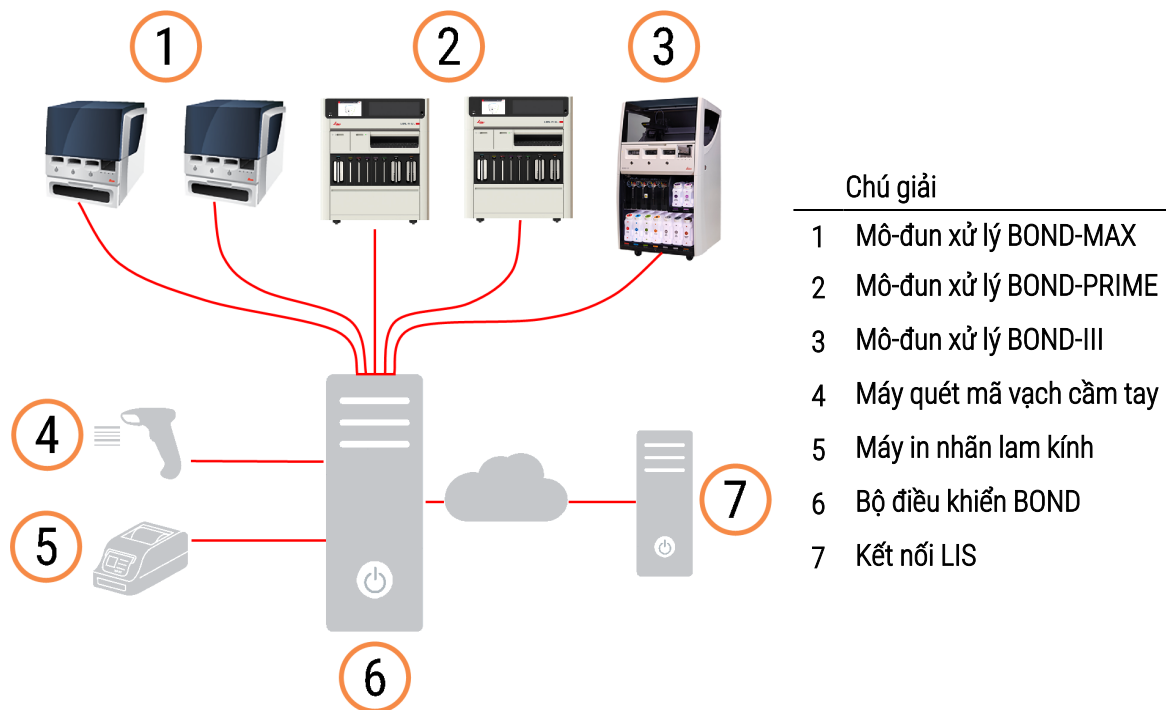 1
2
3
4
5
6
7
Chú giải
1 Mô-đun xử lý BOND-MAX
2 Mô-đun xử lý BOND-PRIME
3 Mô-đun xử lý BOND-III
4 Máy quét mã vạch cầm tay
5 Máy in nhãn lam kính
6 Bộ điều khiển BOND
7 Kết nối LIS